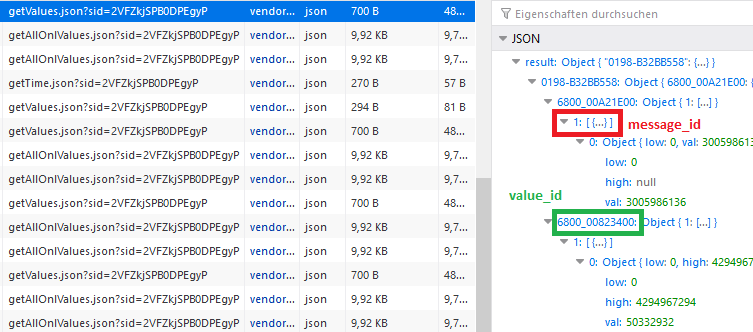 getValues.json?sid=2VFZkjSPB0DPEgyP vendor... json 700 B 48...
getAllOnlValues.json?sid=2VFZkjSPB0DPEgyP vendor... json 9,92 KB 9,7...
getAllOnlValues.json?sid=2VFZkjSPB0DPEgyP vendor... json 9,92 KB 9,7...
getTime.json?sid=2VFZkjSPB0DPEgyP vendor... json 270 B 57 B
getValues.json?sid=2VFZkjSPB0DPEgyP vendor... json 294 B 81 B
getValues.json?sid=2VFZkjSPB0DPEgyP vendor... json 700 B 48...
getAllOnlValues.json?sid=2VFZkjSPB0DPEgyP vendor... json 9,92 KB 9,7...
getAllOnlValues.json?sid=2VFZkjSPB0DPEgyP vendor... json 9,92 KB 9,7...
getValues.json?sid=2VFZkjSPB0DPEgyP vendor... json 700 B 48...
getAllOnlValues.json?sid=2VFZkjSPB0DPEgyP vendor... json 9,92 KB 9,7...
getAllOnlValues.json?sid=2VFZkjSPB0DPEgyP vendor... json 9,92 KB 9,7...
getValues.json?sid=2VFZkjSPB0DPEgyP vendor... json 700 B 48...
getAllOnlValues.json?sid=2VFZkjSPB0DPEgyP vendor... json 9,92 KB 9,7...
getAllOnlValues.json?sid=2VFZkjSPB0DPEgyP vendor... json 9,92 KB 9,7...
Eigenschaften durchsuchen
JSON
result: Object { "0198-B32BB558": {...} }
0198-B32BB558: Object { 6800_00A21E00:
6800_00A21E00: Object { 1: [...] }
1: [ {...} ] message_id
0: Object { low: 0, val: 300598613
low: 0
high: null
val: 3005986136
value_id
6800_00823400: Object { 1: [...] }
1: [ {...} ]
0: Object { low: 0, high: 4294967
low: 0
high: 4294967294
val: 50332932